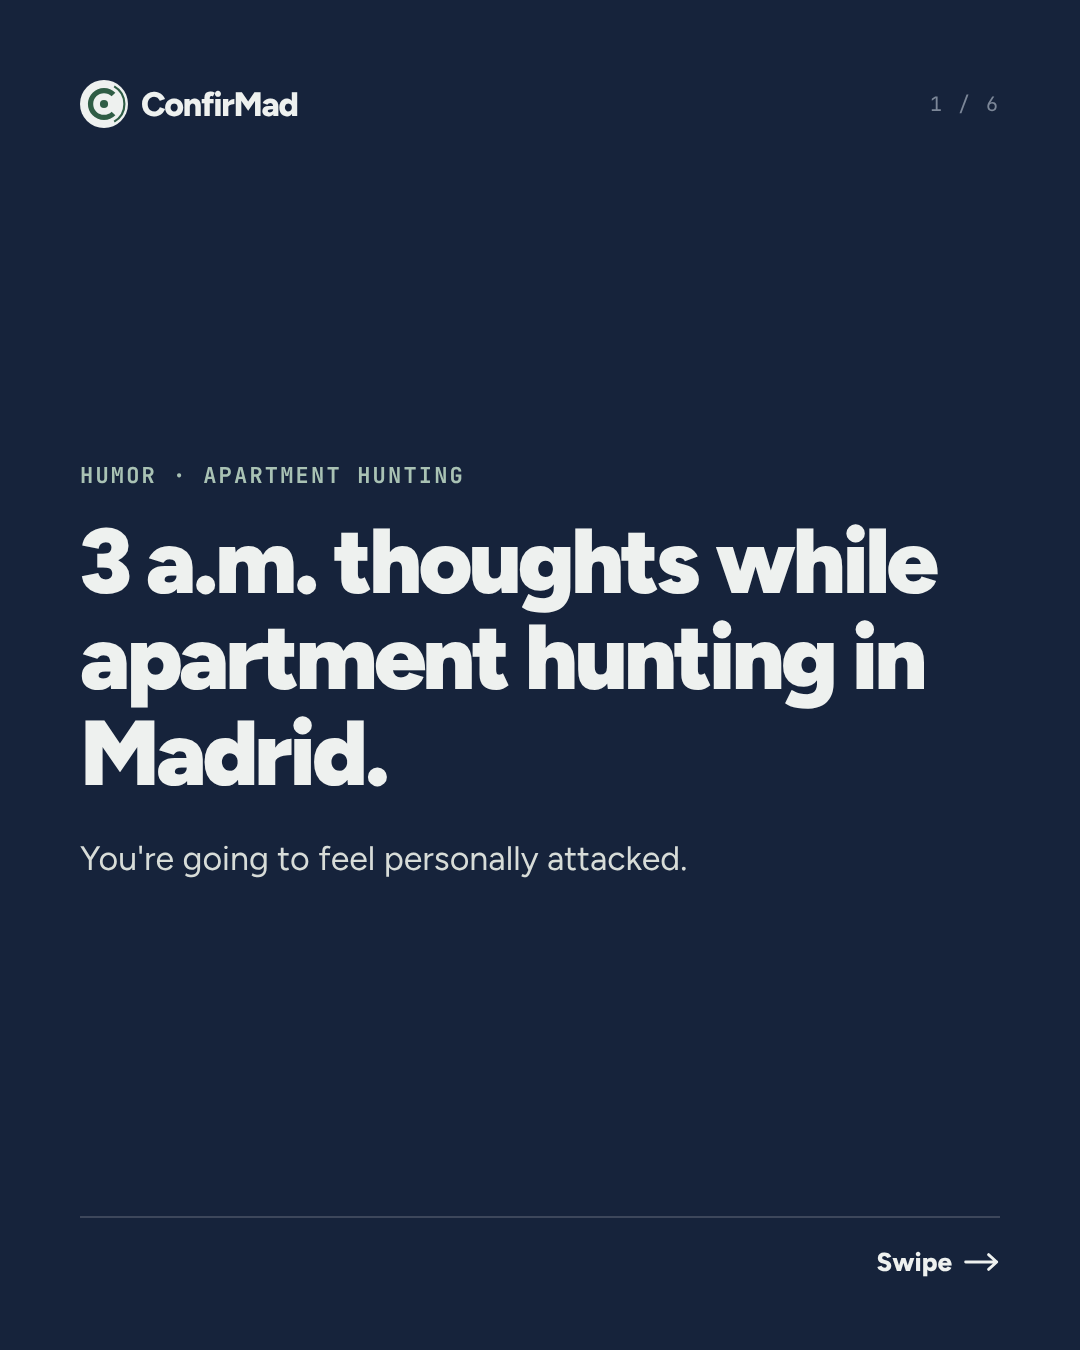 ConfirMad
1 / 6
HUMOR · APARTMENT HUNTING
3 a.m. thoughts while
apartment hunting in
Madrid.
You're going to feel personally attacked.
Swipe →